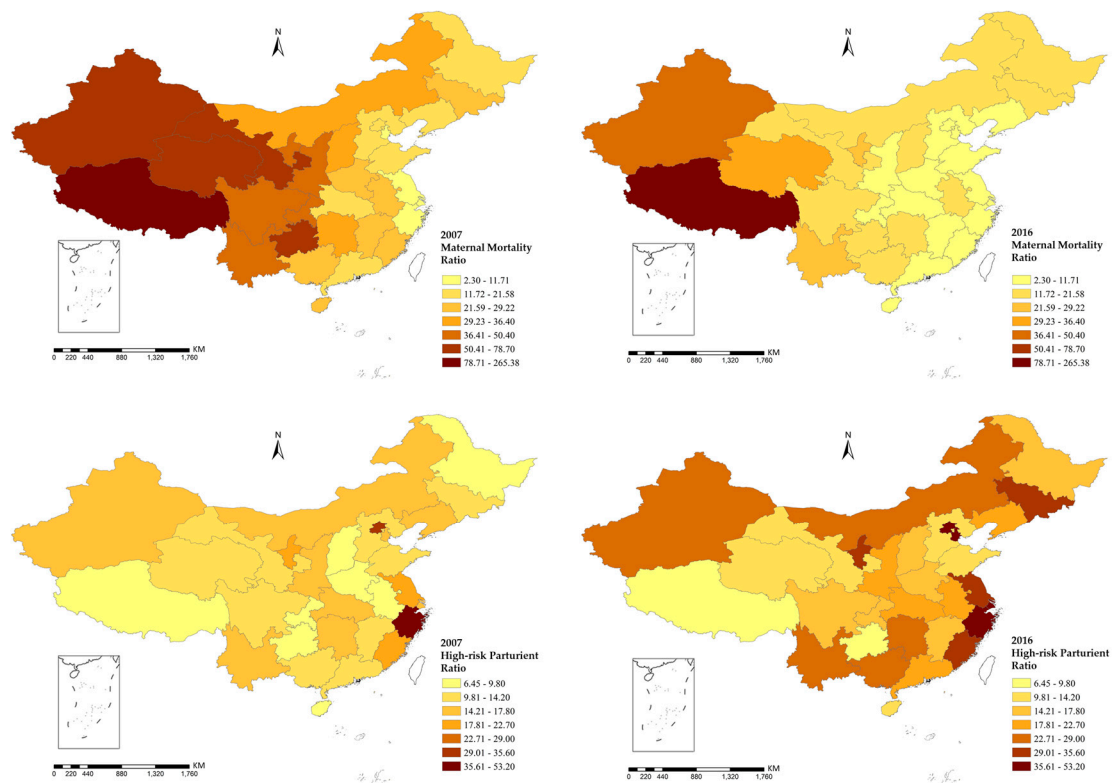 N
2007
Maternal Mortality
Ratio
2.30 - 11.71
11.72 - 21.58
21.59 - 29.22
29.23 - 36.40
36.41 - 50.40
50.41 - 78.70
78.71 - 265.38
KM
0 220 440 880 1,320 1,760
N
2016
Maternal Mortality
Ratio
2.30 - 11.71
11.72 - 21.58
21.59 - 29.22
29.23 - 36.40
36.41 - 50.40
50.41 - 78.70
78.71 - 265.38
KM
0 220 440 880 1,320 1,760
N
2007
High-risk Parturient
Ratio
6.45 - 9.80
9.81 - 14.20
14.21 - 17.80
17.81 - 22.70
22.71 - 29.00
29.01 - 35.60
35.61 - 53.20
KM
0 220 440 880 1,320 1,760
N
2016
High-risk Parturient
Ratio
6.45 - 9.80
9.81 - 14.20
14.21 - 17.80
17.81 - 22.70
22.71 - 29.00
29.01 - 35.60
35.61 - 53.20
KM
0 220 440 880 1,320 1,760